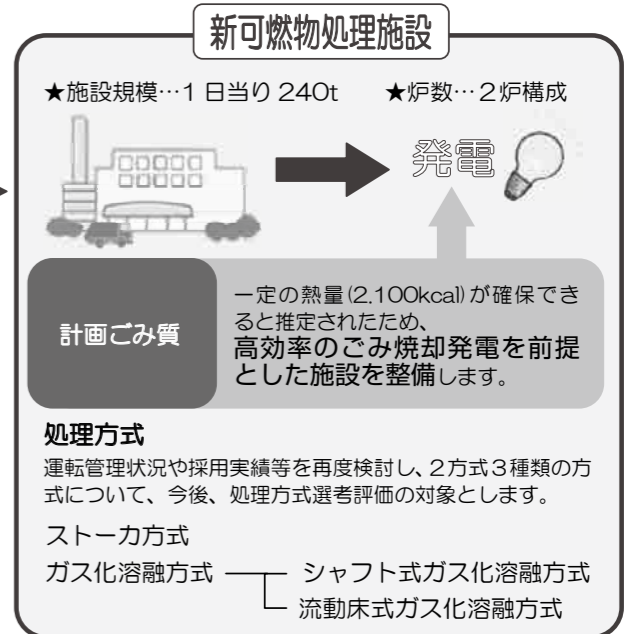 新可燃物処理施設
★施設規模…1日当り240t ★炉数…2炉構成
発電
計画ごみ質
一定の熱量(2,100kcal)が確保でき
ると推定されたため、
高効率のごみ焼却発電を前提
とした施設を整備します。
処理方式
運転管理状況や採用実績等を再度検討し、2方式3種類の方
式について、今後、処理方式選考評価の対象とします。
ストーカ方式
ガス化溶融方式 シャフト式ガス化溶融方式
流動床式ガス化溶融方式